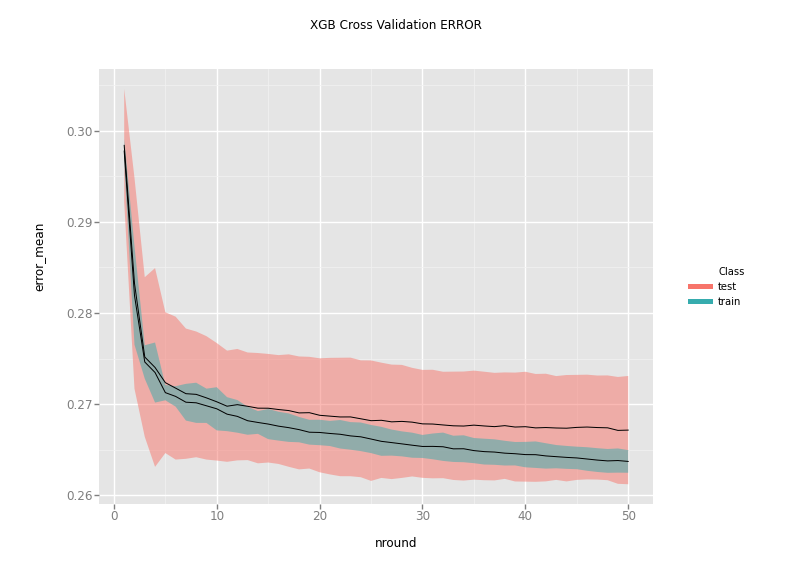 XGB Cross Validation ERROR
error_mean
0.30
0.29
0.28
0.27
0.26
0
10
20
30
40
50
nround
Class
test
train